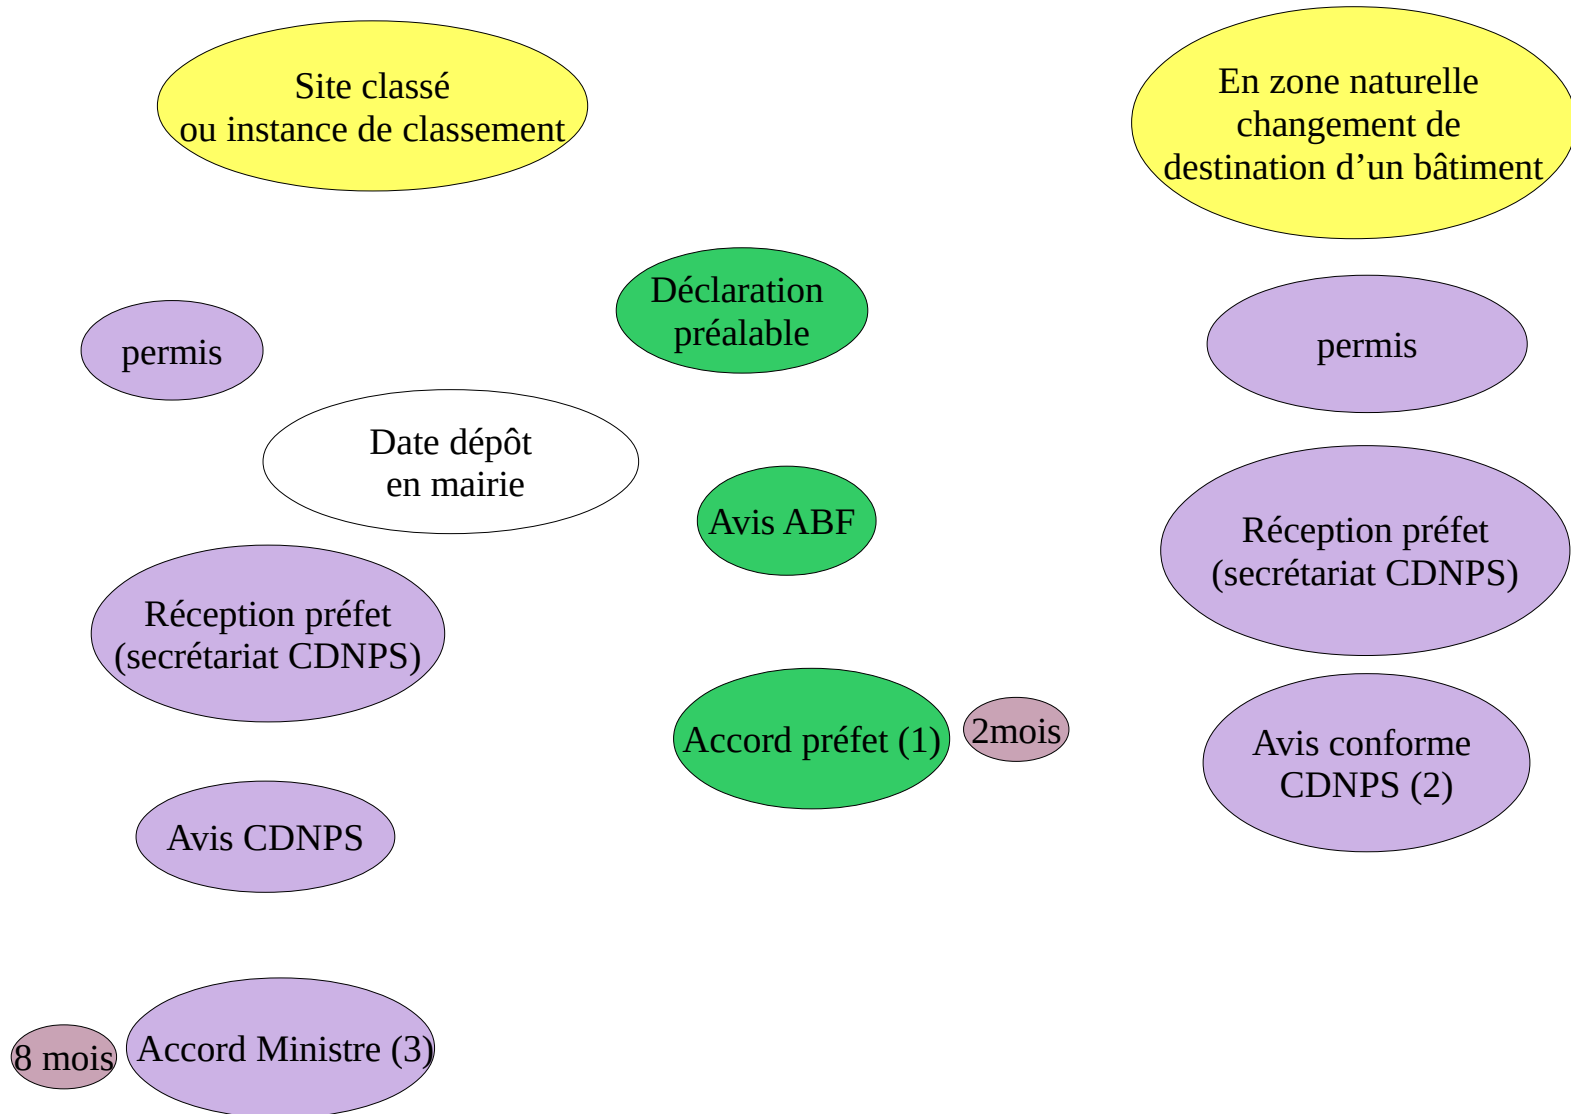 Site classé
ou instance de classement
En zone naturelle
changement de
destination d’un bâtiment
Déclaration
préalable
permis
permis
Date dépôt
en mairie
Avis ABF
Réception préfet
(secrétariat CDNPS)
Réception préfet
(secrétariat CDNPS)
Accord préfet (1)
2mois
Avis conforme
CDNPS (2)
Avis CDNPS
8 mois
Accord Ministre (3)